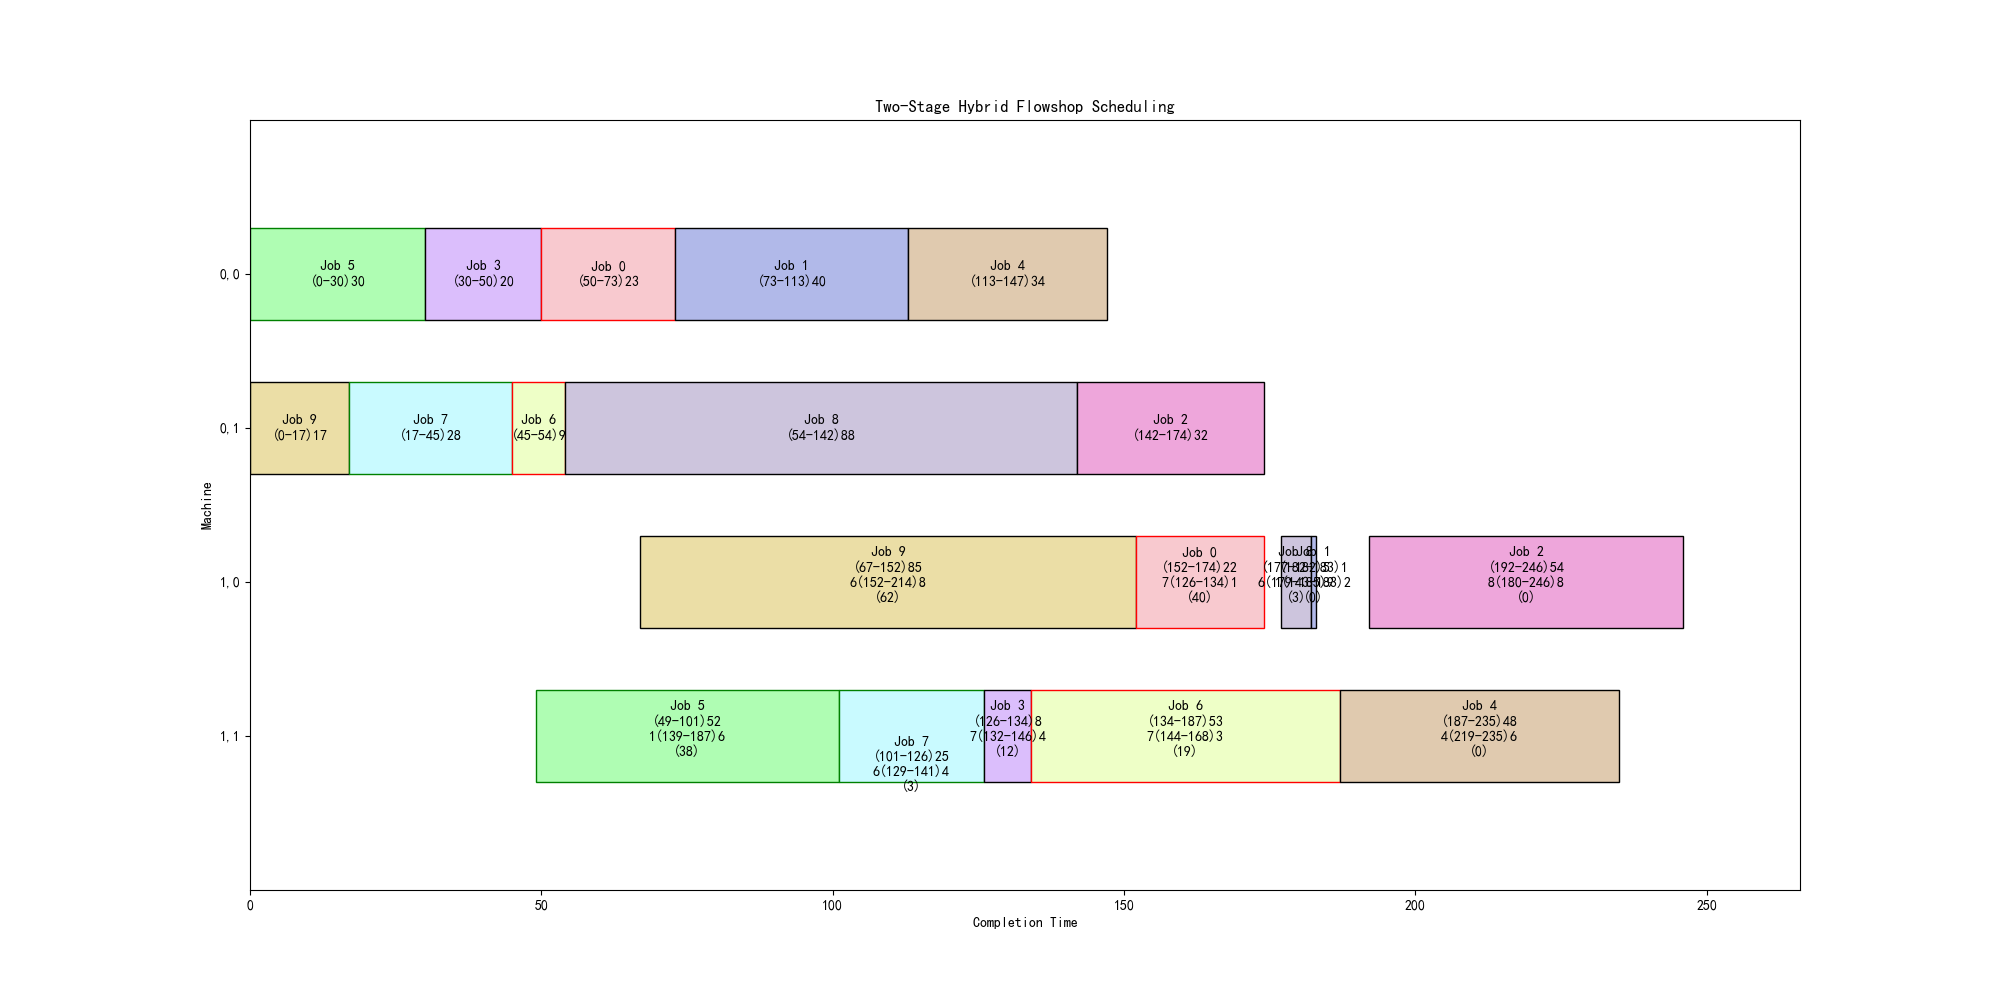 Two-Stage Hybrid Flowshop Scheduling
Machine
0,0
Job 5
(0-30)30
Job 3
(30-50)20
Job 0
(50-73)23
Job 1
(73-113)40
Job 4
(113-147)34
0,1
Job 9
(0-17)17
Job 7
(17-45)28
Job 6
(45-54)9
Job 8
(54-142)88
Job 2
(142-174)32
1,0
Job 9
(67-152)85
6(152-214)8
(62)
Job 0
(152-174)22
7(126-134)1
(40)
(3)
Job 1
(0)
Job 2
(192-246)54
8(180-246)8
(0)
1,1
Job 5
(49-101)52
1(139-187)6
(38)
Job 7
(101-126)25
6(129-141)4
(3)
Job 3
(126-134)8
7(132-146)4
(12)
Job 6
(134-187)53
7(144-168)3
(19)
Job 4
(187-235)48
4(219-235)6
(0)
0
50
100
150
200
250
Completion Time